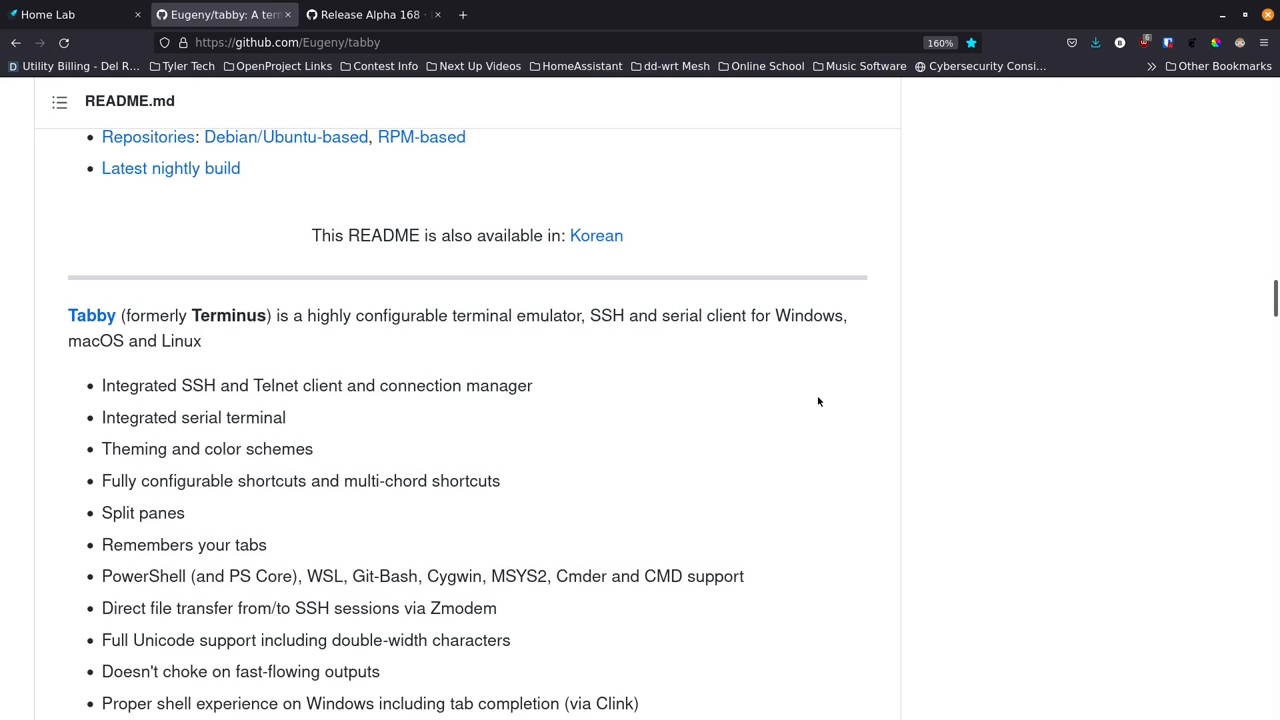 Home Lab
Eugeny/tabby: A ter
Release Alpha 168 ·
https://github.com/Eugeny/tabby
160%
6
Utility Billing - Del R…
Tyler Tech
OpenProject Links
Contest Info
Next Up Videos
HomeAssistant
dd-wrt Mesh
Online School
Music Software
Cybersecurity Consi…
Other Bookmarks
README.md
Repositories: Debian/Ubuntu-based, RPM-based
Latest nightly build
This README is also available in: Korean
Tabby (formerly Terminus) is a highly configurable terminal emulator, SSH and serial client for Windows,
macOS and Linux
Integrated SSH and Telnet client and connection manager
Integrated serial terminal
Theming and color schemes
Fully configurable shortcuts and multi-chord shortcuts
Split panes
Remembers your tabs
PowerShell (and PS Core), WSL, Git-Bash, Cygwin, MSYS2, Cmder and CMD support
Direct file transfer from/to SSH sessions via Zmodem
Full Unicode support including double-width characters
Doesn't choke on fast-flowing outputs
Proper shell experience on Windows including tab completion (via Clink)